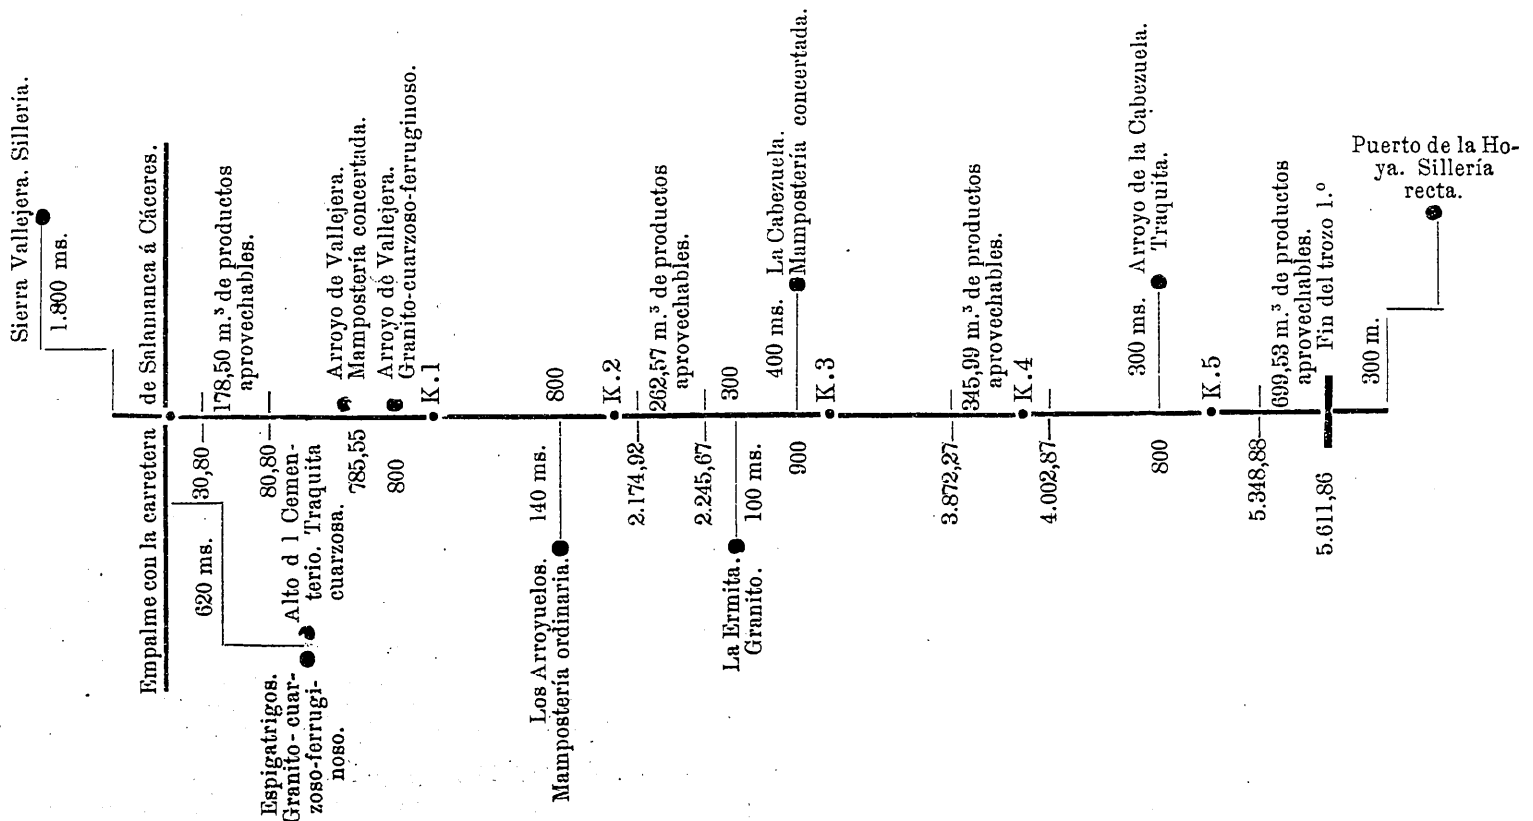 Sierra Vallejera. Sillería.
1.800 ms.
Empalme con la carretera de Salamanca á Cáceres.
30,80
178,50 m.³ de productos
aprovechables.
80,80
620 ms.
Espigatrigos.
Granito-cuar-
zoso-ferrugi-
noso.
Alto d l Cemen-
terio. Traquita
cuarzosa.
Arroyo de Vallejera.
Mampostería concertada.
785,55
Arroyo de Vallejera.
Granito-cuarzoso-ferruginoso.
800
K.1
800
140 ms.
Los Arroyuelos.
Mampostería ordinaria.
K.2
2.174,92
262,57 m.³ de productos
aprovechables.
2.245,67
300
100 ms.
La Ermita.
Granito.
400 ms.
La Cabezuela.
Mampostería concertada.
900
K.3
3.872,27
345,99 m.³ de productos
aprovechables.
K.4
4.002,87
300 ms.
Arroyo de la Cabezuela.
Traquita.
800
K.5
5.348,88
699,53 m.³ de productos
aprovechables.
Fin del trozo 1.º
5.611,86
300 m.
Puerto de la Ho-
ya. Sillería
recta.